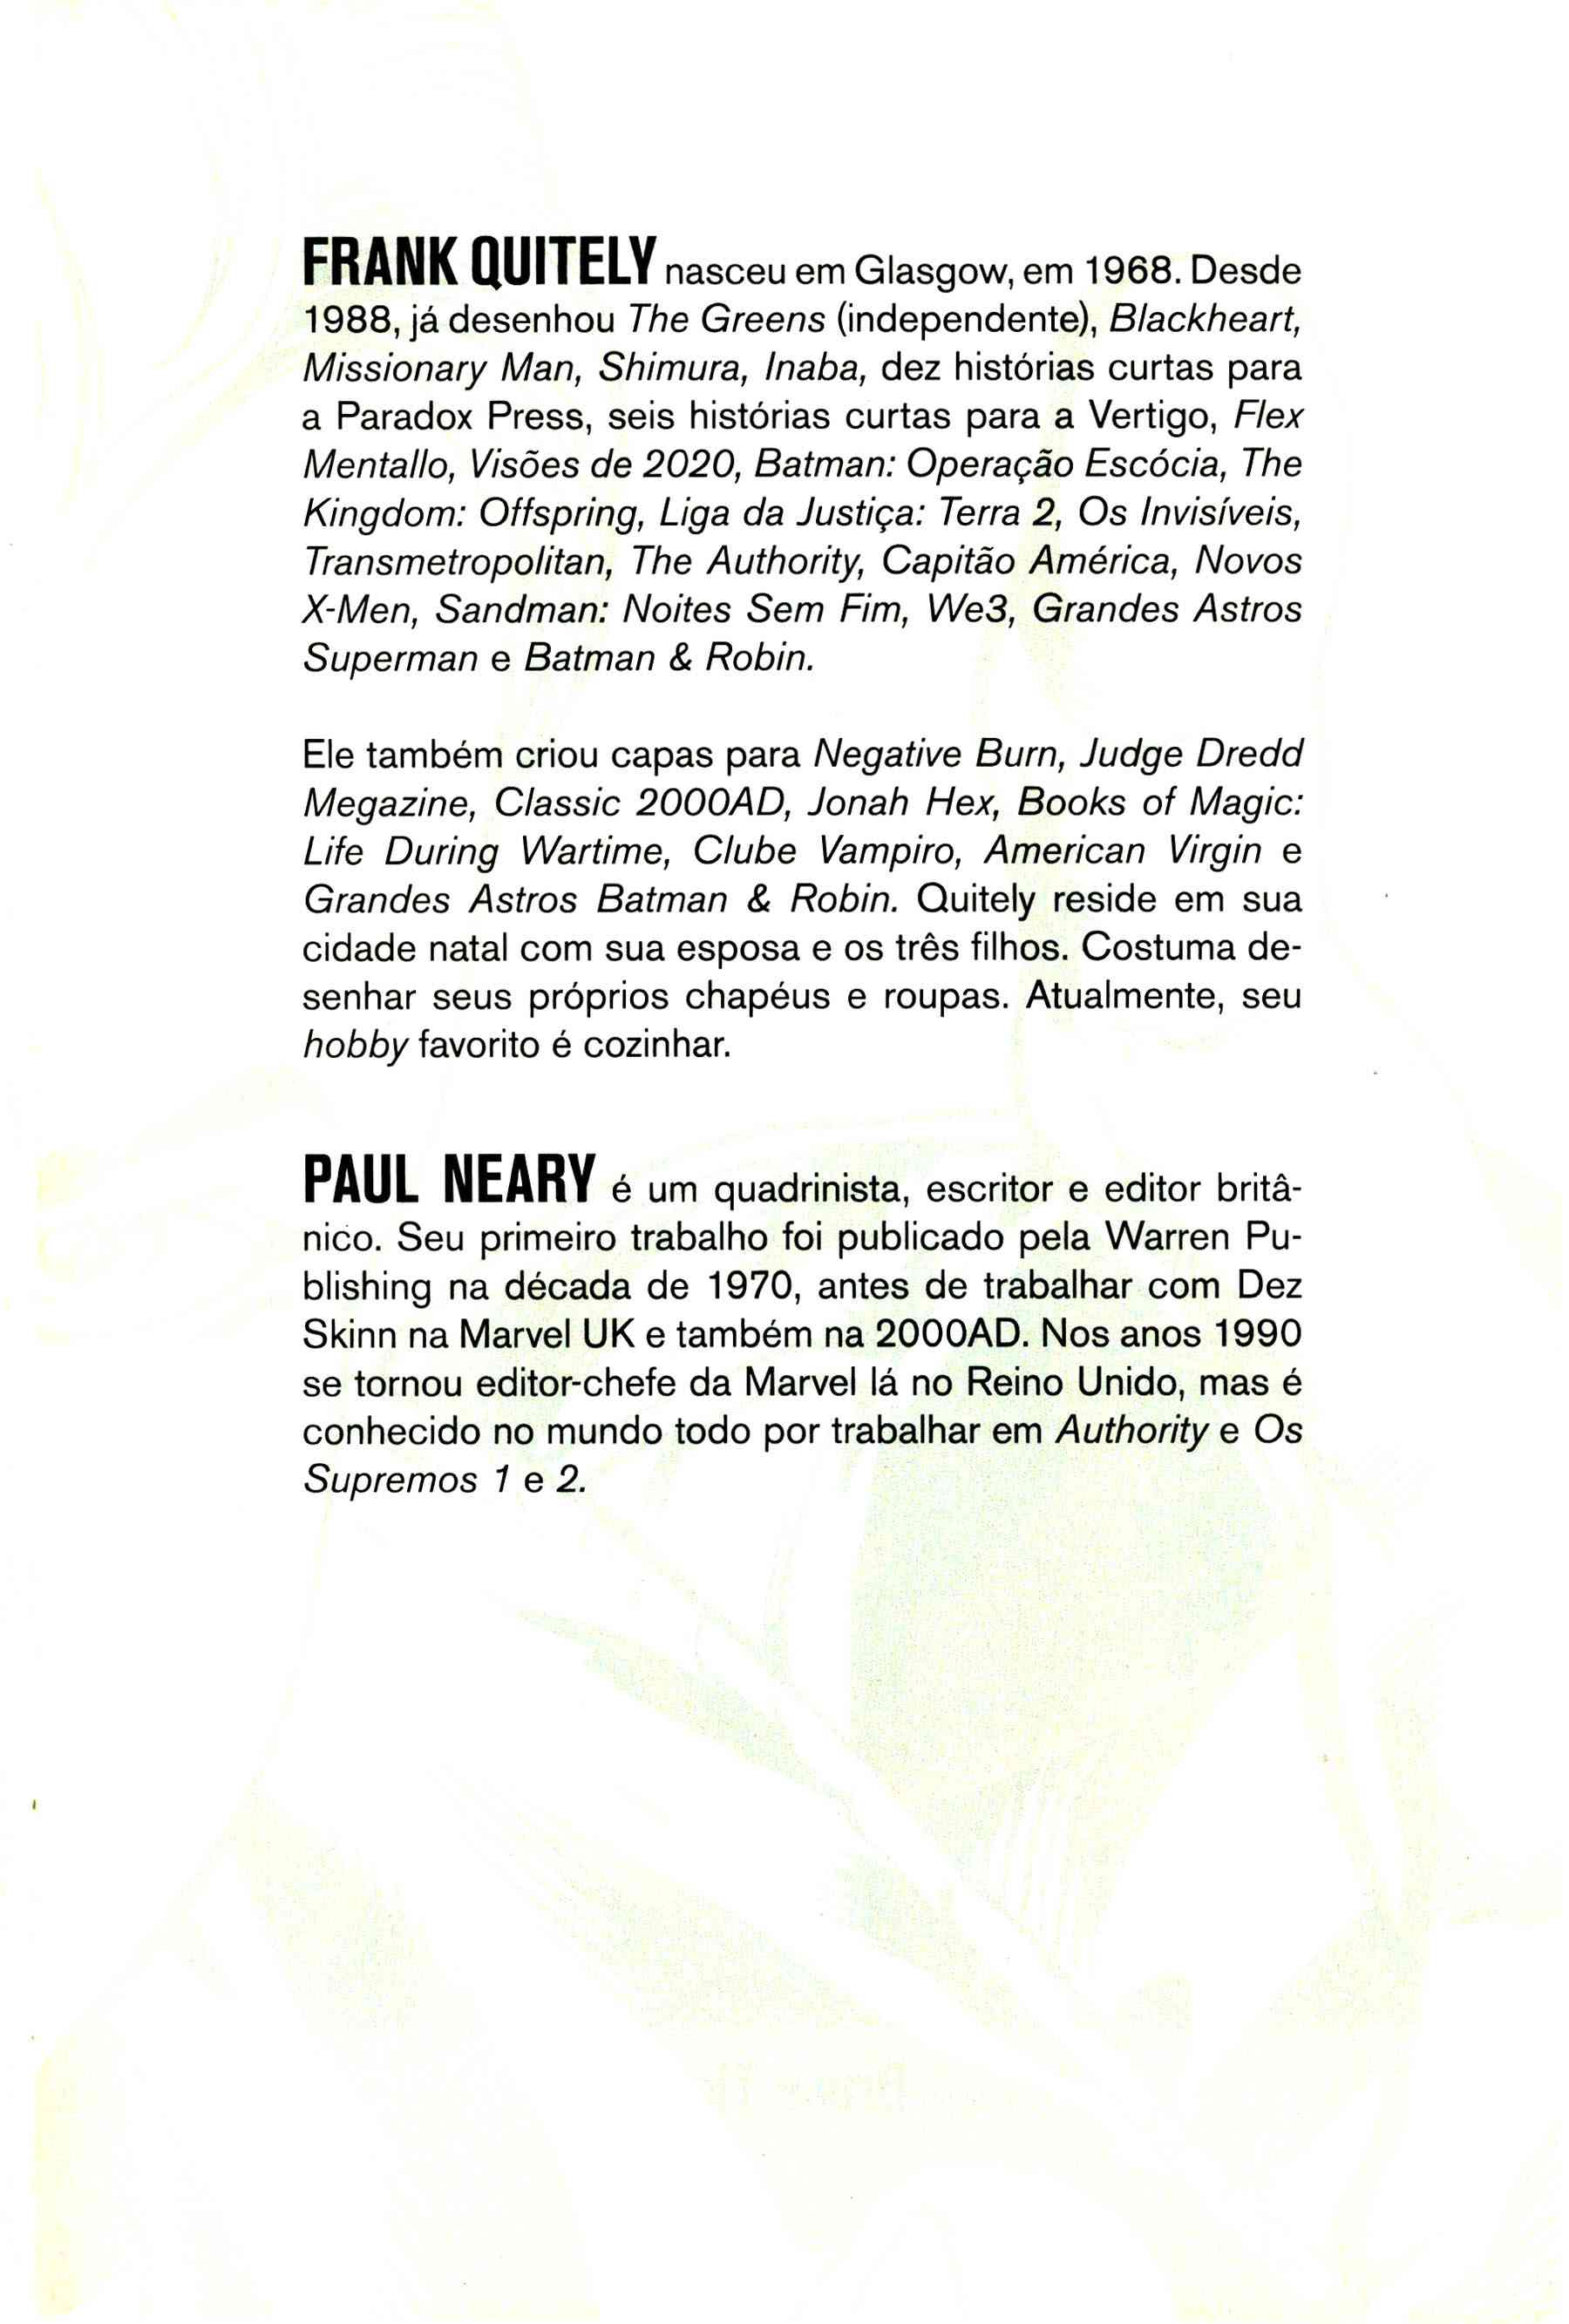 FRANK QUITELY nasceu em Glasgow, em 1968. Desde
1988, já desenhou The Greens (independente), Blackheart,
Missionary Man, Shimura, Inaba, dez histórias curtas para
a Paradox Press, seis histórias curtas para a Vertigo, Flex
Mentallo, Visões de 2020, Batman: Operação Escócia, The
Kingdom: Offspring, Liga da Justiça: Terra 2, Os Invisíveis,
Transmetropolitan, The Authority, Capitão América, Novos
X-Men, Sandman: Noites Sem Fim, We3, Grandes Astros
Superman e Batman & Robin.
Ele também criou capas para Negative Burn, Judge Dredd
Megazine, Classic 2000AD, Jonah Hex, Books of Magic:
Life During Wartime, Clube Vampiro, American Virgin e
Grandes Astros Batman & Robin. Quitely reside em sua
cidade natal com sua esposa e os três filhos. Costuma de-
senhar seus próprios chapéus e roupas. Atualmente, seu
hobby favorito é cozinhar.
PAUL NEARY é um quadrinista, escritor e editor britâ-
nico. Seu primeiro trabalho foi publicado pela Warren Pu-
blishing na década de 1970, antes de trabalhar com Dez
Skinn na Marvel UK e também na 2000AD. Nos anos 1990
se tornou editor-chefe da Marvel lá no Reino Unido, mas é
conhecido no mundo todo por trabalhar em Authority e Os
Supremos 1 e 2.